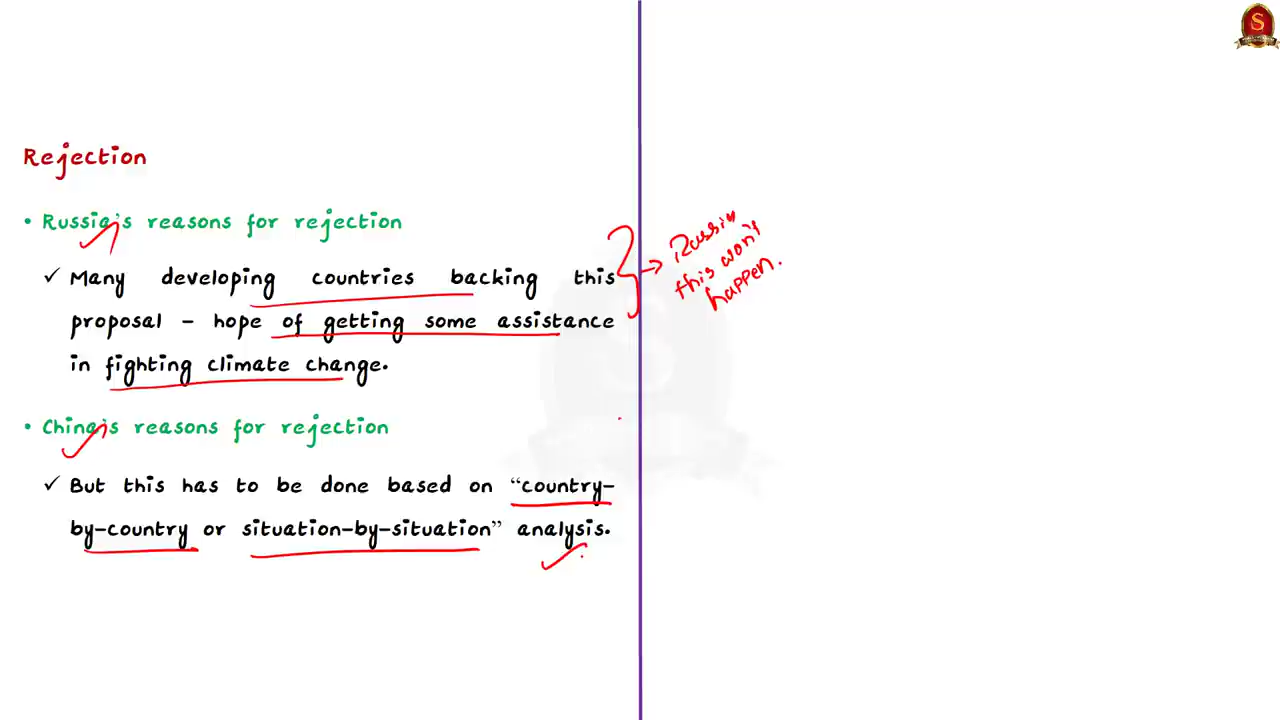 Rejection
• Russia's reasons for rejection
✓ Many developing countries backing this
proposal – hope of getting some assistance
in fighting climate change.
→ Russia
this won't
happen.
• China's reasons for rejection
✓ But this has to be done based on “country-
by-country or situation-by-situation” analysis.
S